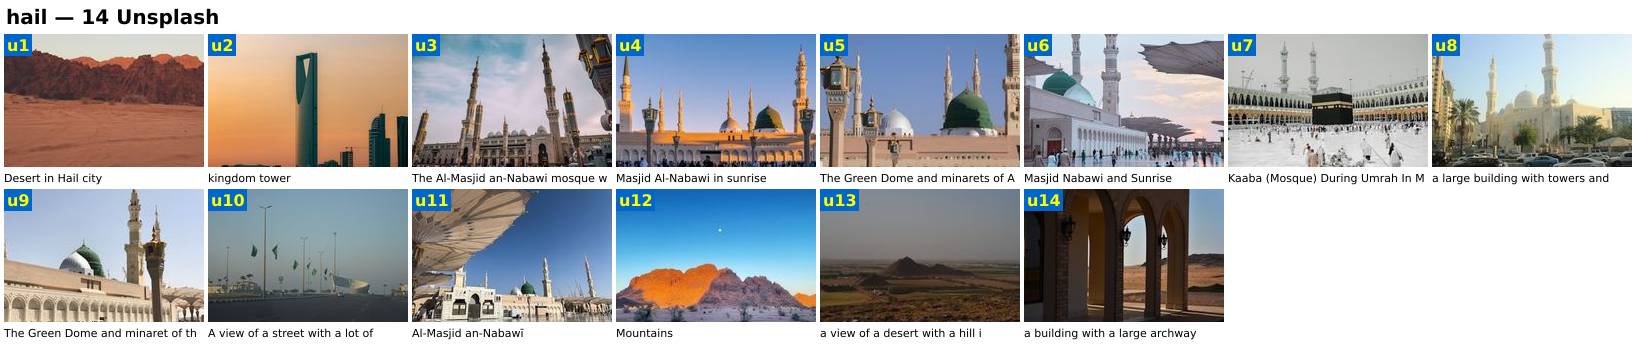 hail — 14 Unsplash
u1
u2
u3
u4
u5
u6
u7
u8
Desert in Hail city
kingdom tower
The Al-Masjid an-Nabawi mosque w
Masjid Al-Nabawi in sunrise
The Green Dome and minarets of A
Masjid Nabawi and Sunrise
Kaaba (Mosque) During Umrah In M
a large building with towers and
u9
u10
u11
u12
u13
u14
The Green Dome and minaret of th
A view of a street with a lot of
Al-Masjid an-Nabawī
Mountains
a view of a desert with a hill i
a building with a large archway